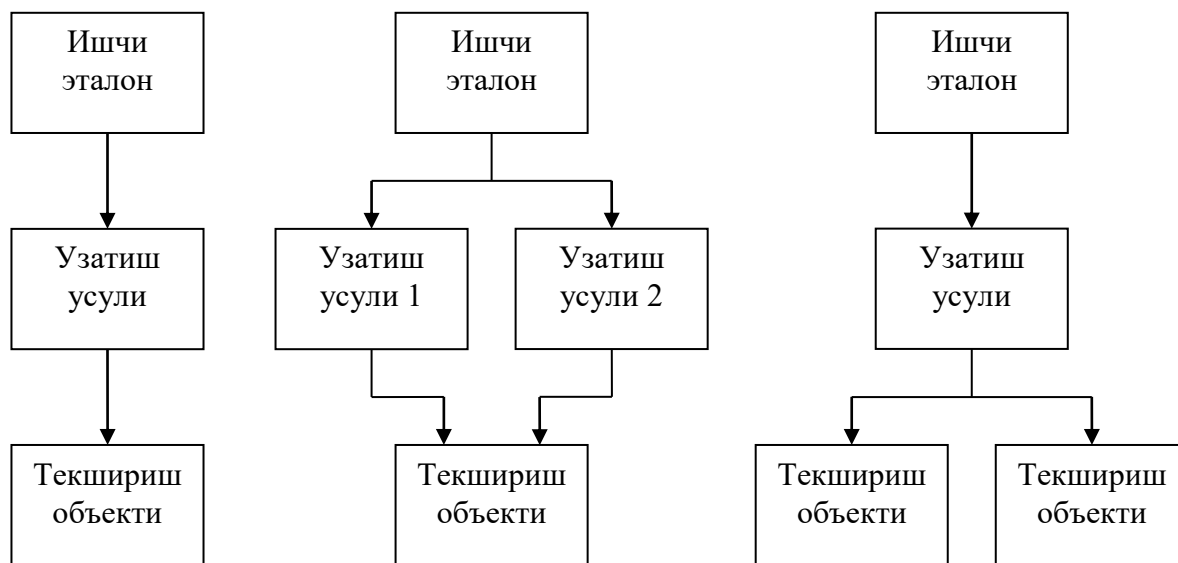 Ишчи
эталон
Ишчи
эталон
Ишчи
эталон
Узатиш
усули
Узатиш
усули 1
Узатиш
усули 2
Узатиш
усули
Текшириш
объекти
Текшириш
объекти
Текшириш
объекти
Текшириш
объекти